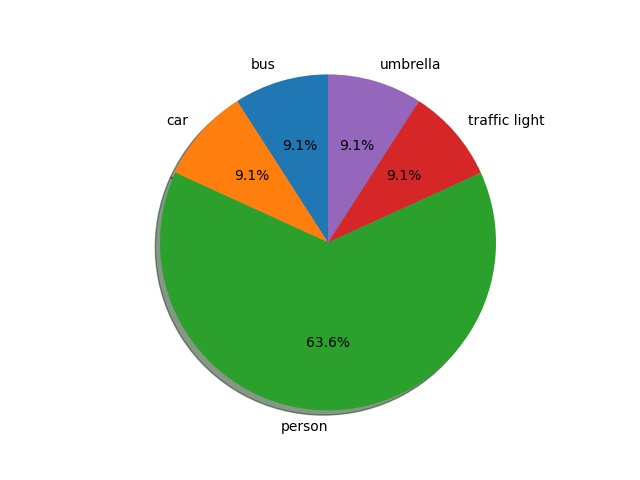 bus
umbrella
car
traffic light
9.1%
9.1%
9.1%
9.1%
63.6%
person